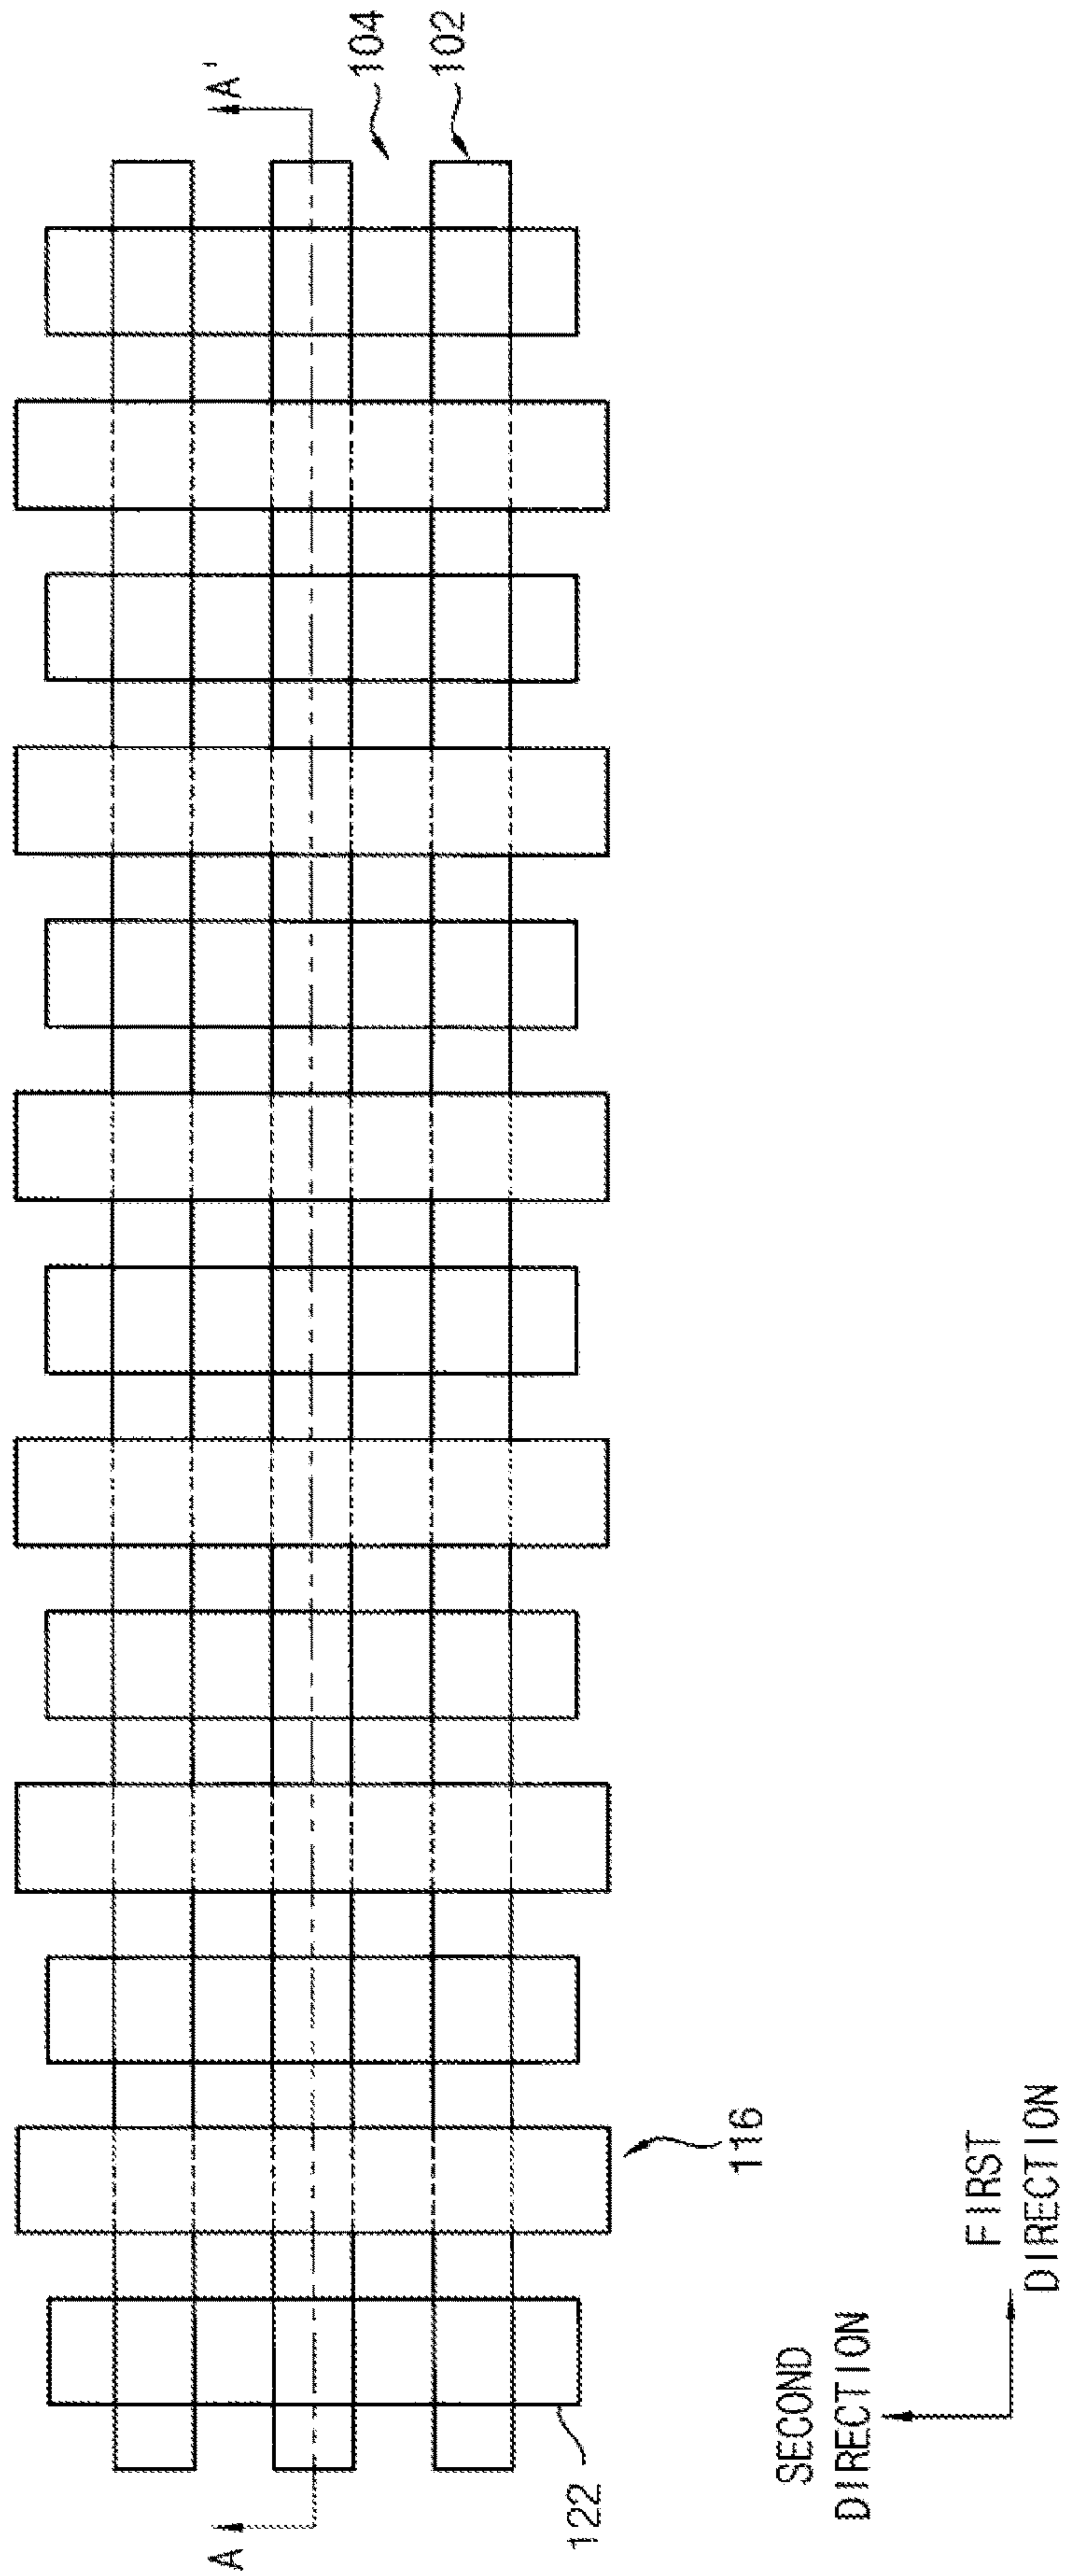 A
A'
104
102
122
116
SECOND
DIRECTION
FIRST
DIRECTION